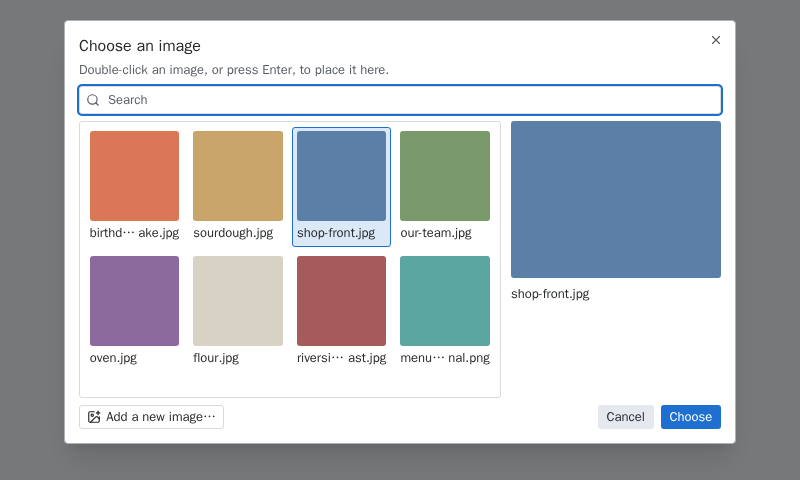 Choose an image
Double-click an image, or press Enter, to place it here.
Search
birthd··· ake.jpg
sourdough.jpg
shop-front.jpg
our-team.jpg
oven.jpg
flour.jpg
riversi··· ast.jpg
menu··· nal.png
shop-front.jpg
Add a new image···
Cancel
Choose